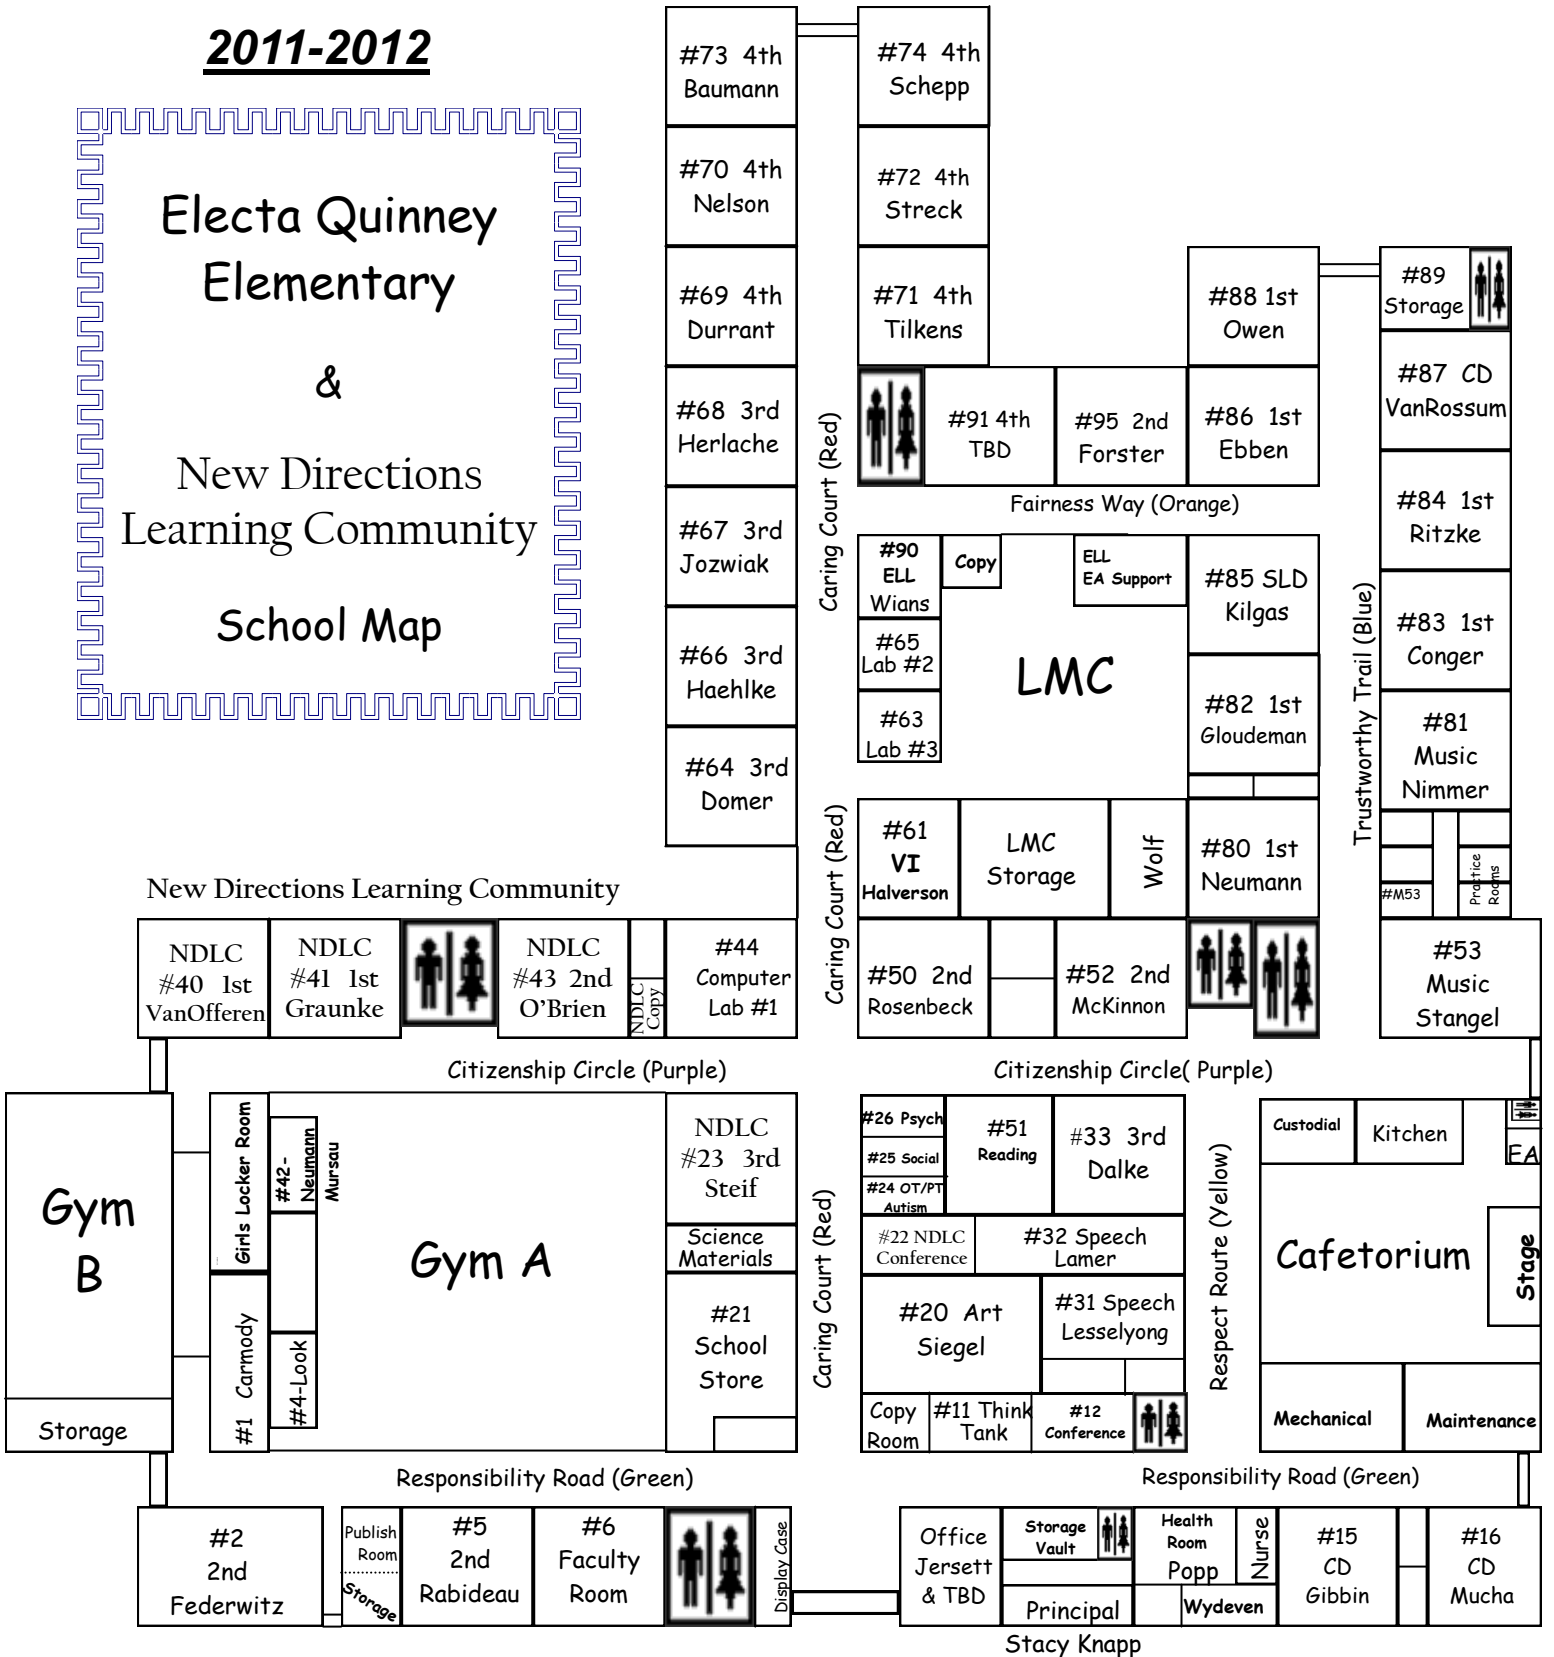 2011-2012
Electa Quinney
Elementary
&
New Directions
Learning Community
School Map
#73 4th
Baumann
#74 4th
Schepp
#70 4th
Nelson
#72 4th
Streck
#69 4th
Durrant
#71 4th
Tilkens
#88 1st
Owen
#89
Storage
#68 3rd
Herlache
Caring Court (Red)
#91 4th
TBD
#95 2nd
Forster
#86 1st
Ebben
#87 CD
VanRossum
Fairness Way (Orange)
#67 3rd
Jozwiak
#90
ELL
Wians
Copy
ELL
EA Support
#85 SLD
Kilgas
#84 1st
Ritzke
#65
Lab #2
LMC
#66 3rd
Haehlke
#63
Lab #3
#82 1st
Gloudeman
Trustworthy Trail (Blue)
#83 1st
Conger
#81
Music
Nimmer
#64 3rd
Domer
Caring Court (Red)
#61
VI
Halverson
LMC
Storage
Wolf
#80 1st
Neumann
#M53
Practice
Rooms
New Directions Learning Community
NDLC
#40 1st
VanOfferen
NDLC
#41 1st
Graunke
NDLC
#43 2nd
O'Brien
NDLC
Copy
#44
Computer
Lab #1
#50 2nd
Rosenbeck
#52 2nd
McKinnon
#53
Music
Stangel
Citizenship Circle (Purple)
Citizenship Circle( Purple)
Gym
B
Storage
Girls Locker Room
#1 Carmody
#42-
Neumann
Mursau
#4-Look
Gym A
NDLC
#23 3rd
Steif
Science
Materials
#21
School
Store
Caring Court (Red)
#26 Psych
#25 Social
#24 OT/PT
Autism
#51
Reading
#33 3rd
Dalke
#22 NDLC
Conference
#32 Speech
Lamer
#20 Art
Siegel
#31 Speech
Lesselyong
Copy
Room
#11 Think
Tank
#12
Conference
Respect Route (Yellow)
Custodial
Kitchen
EA
Cafetorium
Stage
Mechanical
Maintenance
Responsibility Road (Green)
Responsibility Road (Green)
#2
2nd
Federwitz
Publish
Room
Storage
#5
2nd
Rabideau
#6
Faculty
Room
Display Case
Office
Jersett
& TBD
Storage
Vault
Principal
Stacy Knapp
Health
Room
Popp
Nurse
Wydeven
#15
CD
Gibbin
#16
CD
Mucha